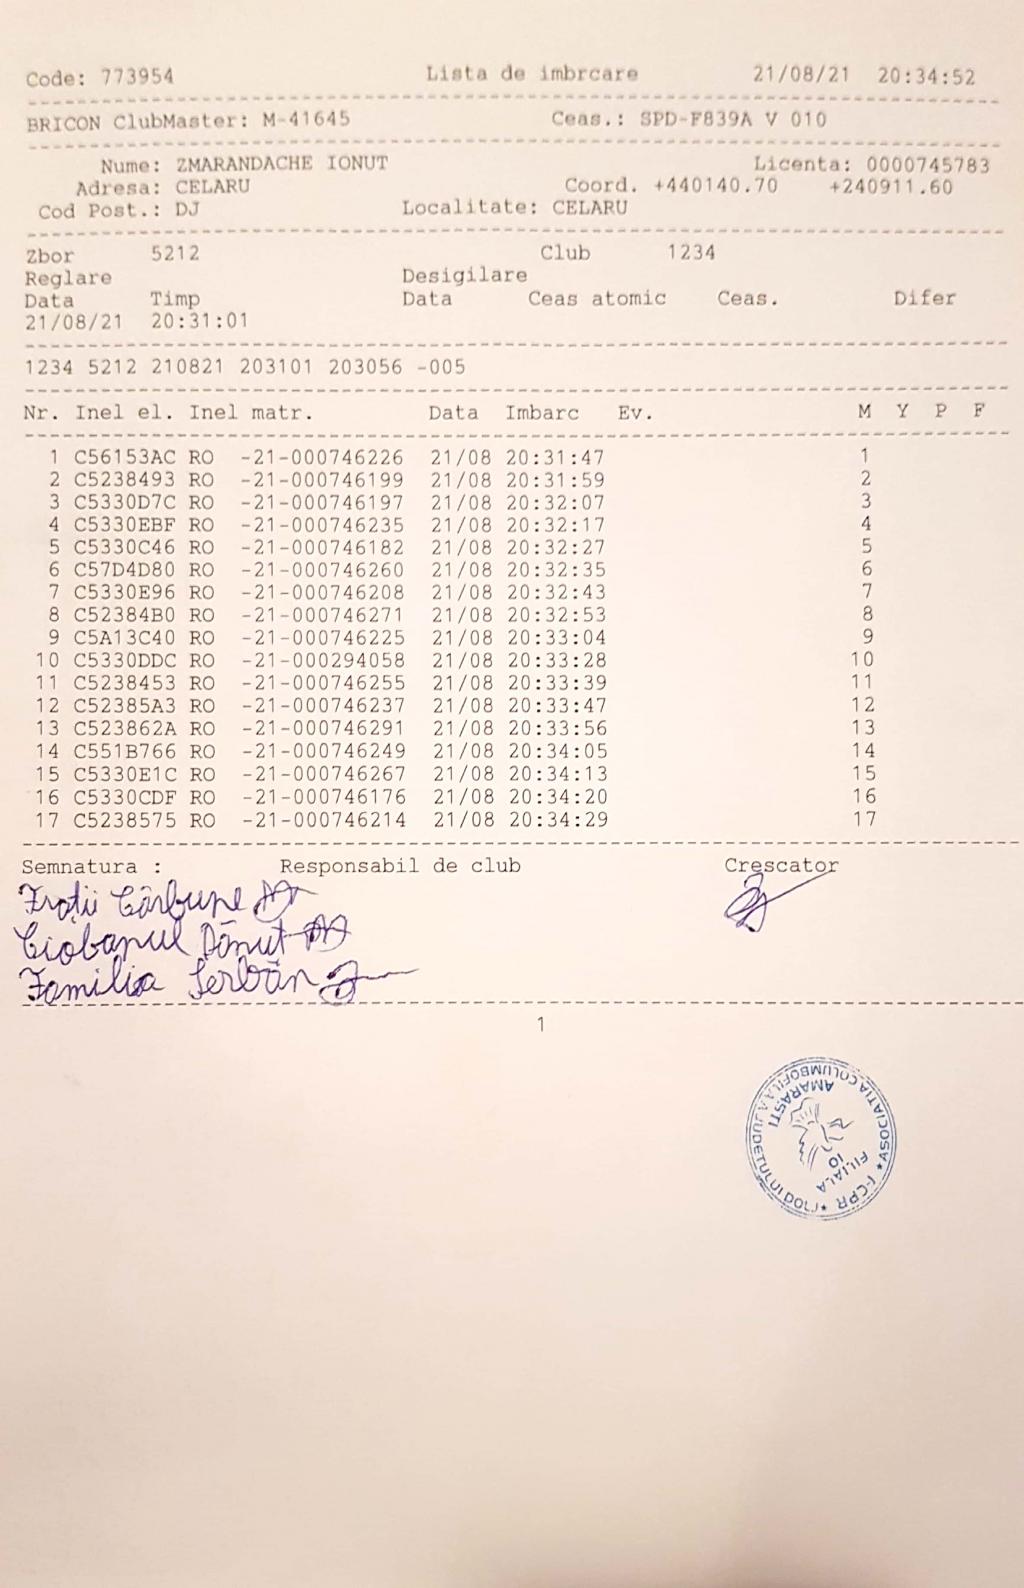 Code: 773954 Lista de imbrcare 21/08/21 20:34:52
BRICON ClubMaster: M-41645 Ceas.: SPD-F839A V 010
Nume: ZMARANDACHE IONUT Licenta: 0000745783
Adresa: CELARU Coord. +440140.70 +240911.60
Cod Post.: DJ Localitate: CELARU
Zbor 5212 Club 1234
Reglare Desigilare
Data Timp Data Ceas atomic Ceas. Difer
21/08/21 20:31:01
1234 5212 210821 203101 203056 -005
Nr. Inel el. Inel matr. Data Imbarc Ev. M Y P F
1 C56153AC RO -21-000746226 21/08 20:31:47 1
2 C5238493 RO -21-000746199 21/08 20:31:59 2
3 C5330D7C RO -21-000746197 21/08 20:32:07 3
4 C5330EBF RO -21-000746235 21/08 20:32:17 4
5 C5330C46 RO -21-000746182 21/08 20:32:27 5
6 C57D4D80 RO -21-000746260 21/08 20:32:35 6
7 C5330E96 RO -21-000746208 21/08 20:32:43 7
8 C52384B0 RO -21-000746271 21/08 20:32:53 8
9 C5A13C40 RO -21-000746225 21/08 20:33:04 9
10 C5330DDC RO -21-000294058 21/08 20:33:28 10
11 C5238453 RO -21-000746255 21/08 20:33:39 11
12 C52385A3 RO -21-000746237 21/08 20:33:47 12
13 C523862A RO -21-000746291 21/08 20:33:56 13
14 C551B766 RO -21-000746249 21/08 20:34:05 14
15 C5330E1C RO -21-000746267 21/08 20:34:13 15
16 C5330CDF RO -21-000746176 21/08 20:34:20 16
17 C5238575 RO -21-000746214 21/08 20:34:29 17
Semnatura : Responsabil de club Crescator
Frații Cărbune
Ciobanul Dănuț
Familia Serbăn
1
ASOCIATIA COLUMBOFILA A JUDETULUI DOLJ * F.CPR *
AMARASTI
FILIALA
10